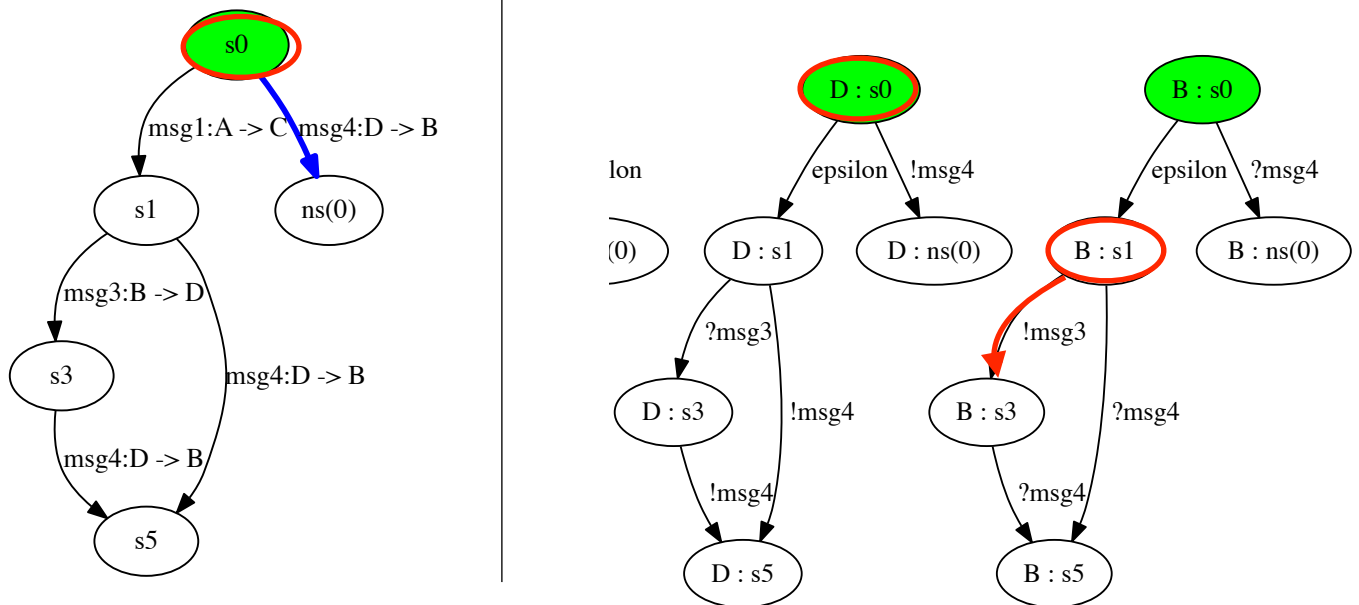 s0
msg1:A -> C
msg4:D -> B
s1
ns(0)
msg3:B -> D
s3
msg4:D -> B
msg4:D -> B
s5
lon
(0)
D : s0
epsilon
!msg4
D : s1
D : ns(0)
?msg3
D : s3
!msg4
!msg4
D : s5
B : s0
epsilon
?msg4
B : s1
B : ns(0)
!msg3
B : s3
?msg4
?msg4
B : s5